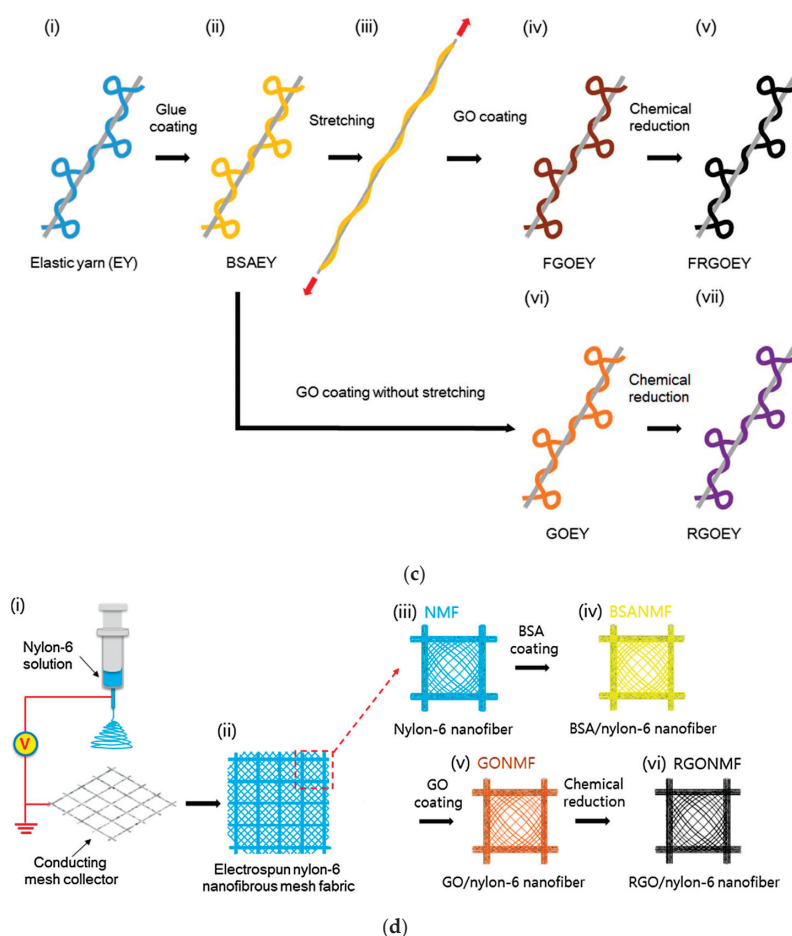 (i)
(ii)
(iii)
(iv)
(v)
Glue
coating
Stretching
GO coating
Chemical
reduction
Elastic yarn (EY)
BSAEY
FGOEY
FRGOEY
(vi)
(vii)
GO coating without stretching
Chemical
reduction
GOEY
RGOEY
(c)
(i)
Nylon-6
solution
V
Conducting
mesh collector
(ii)
Electrospun nylon-6
nanofibrous mesh fabric
(iii) NMF
BSA
coating
(iv) BSANMF
Nylon-6 nanofiber
BSA/nylon-6 nanofiber
GO
coating
(v) GONMF
Chemical
reduction
(vi) RGONMF
GO/nylon-6 nanofiber
RGO/nylon-6 nanofiber
(d)